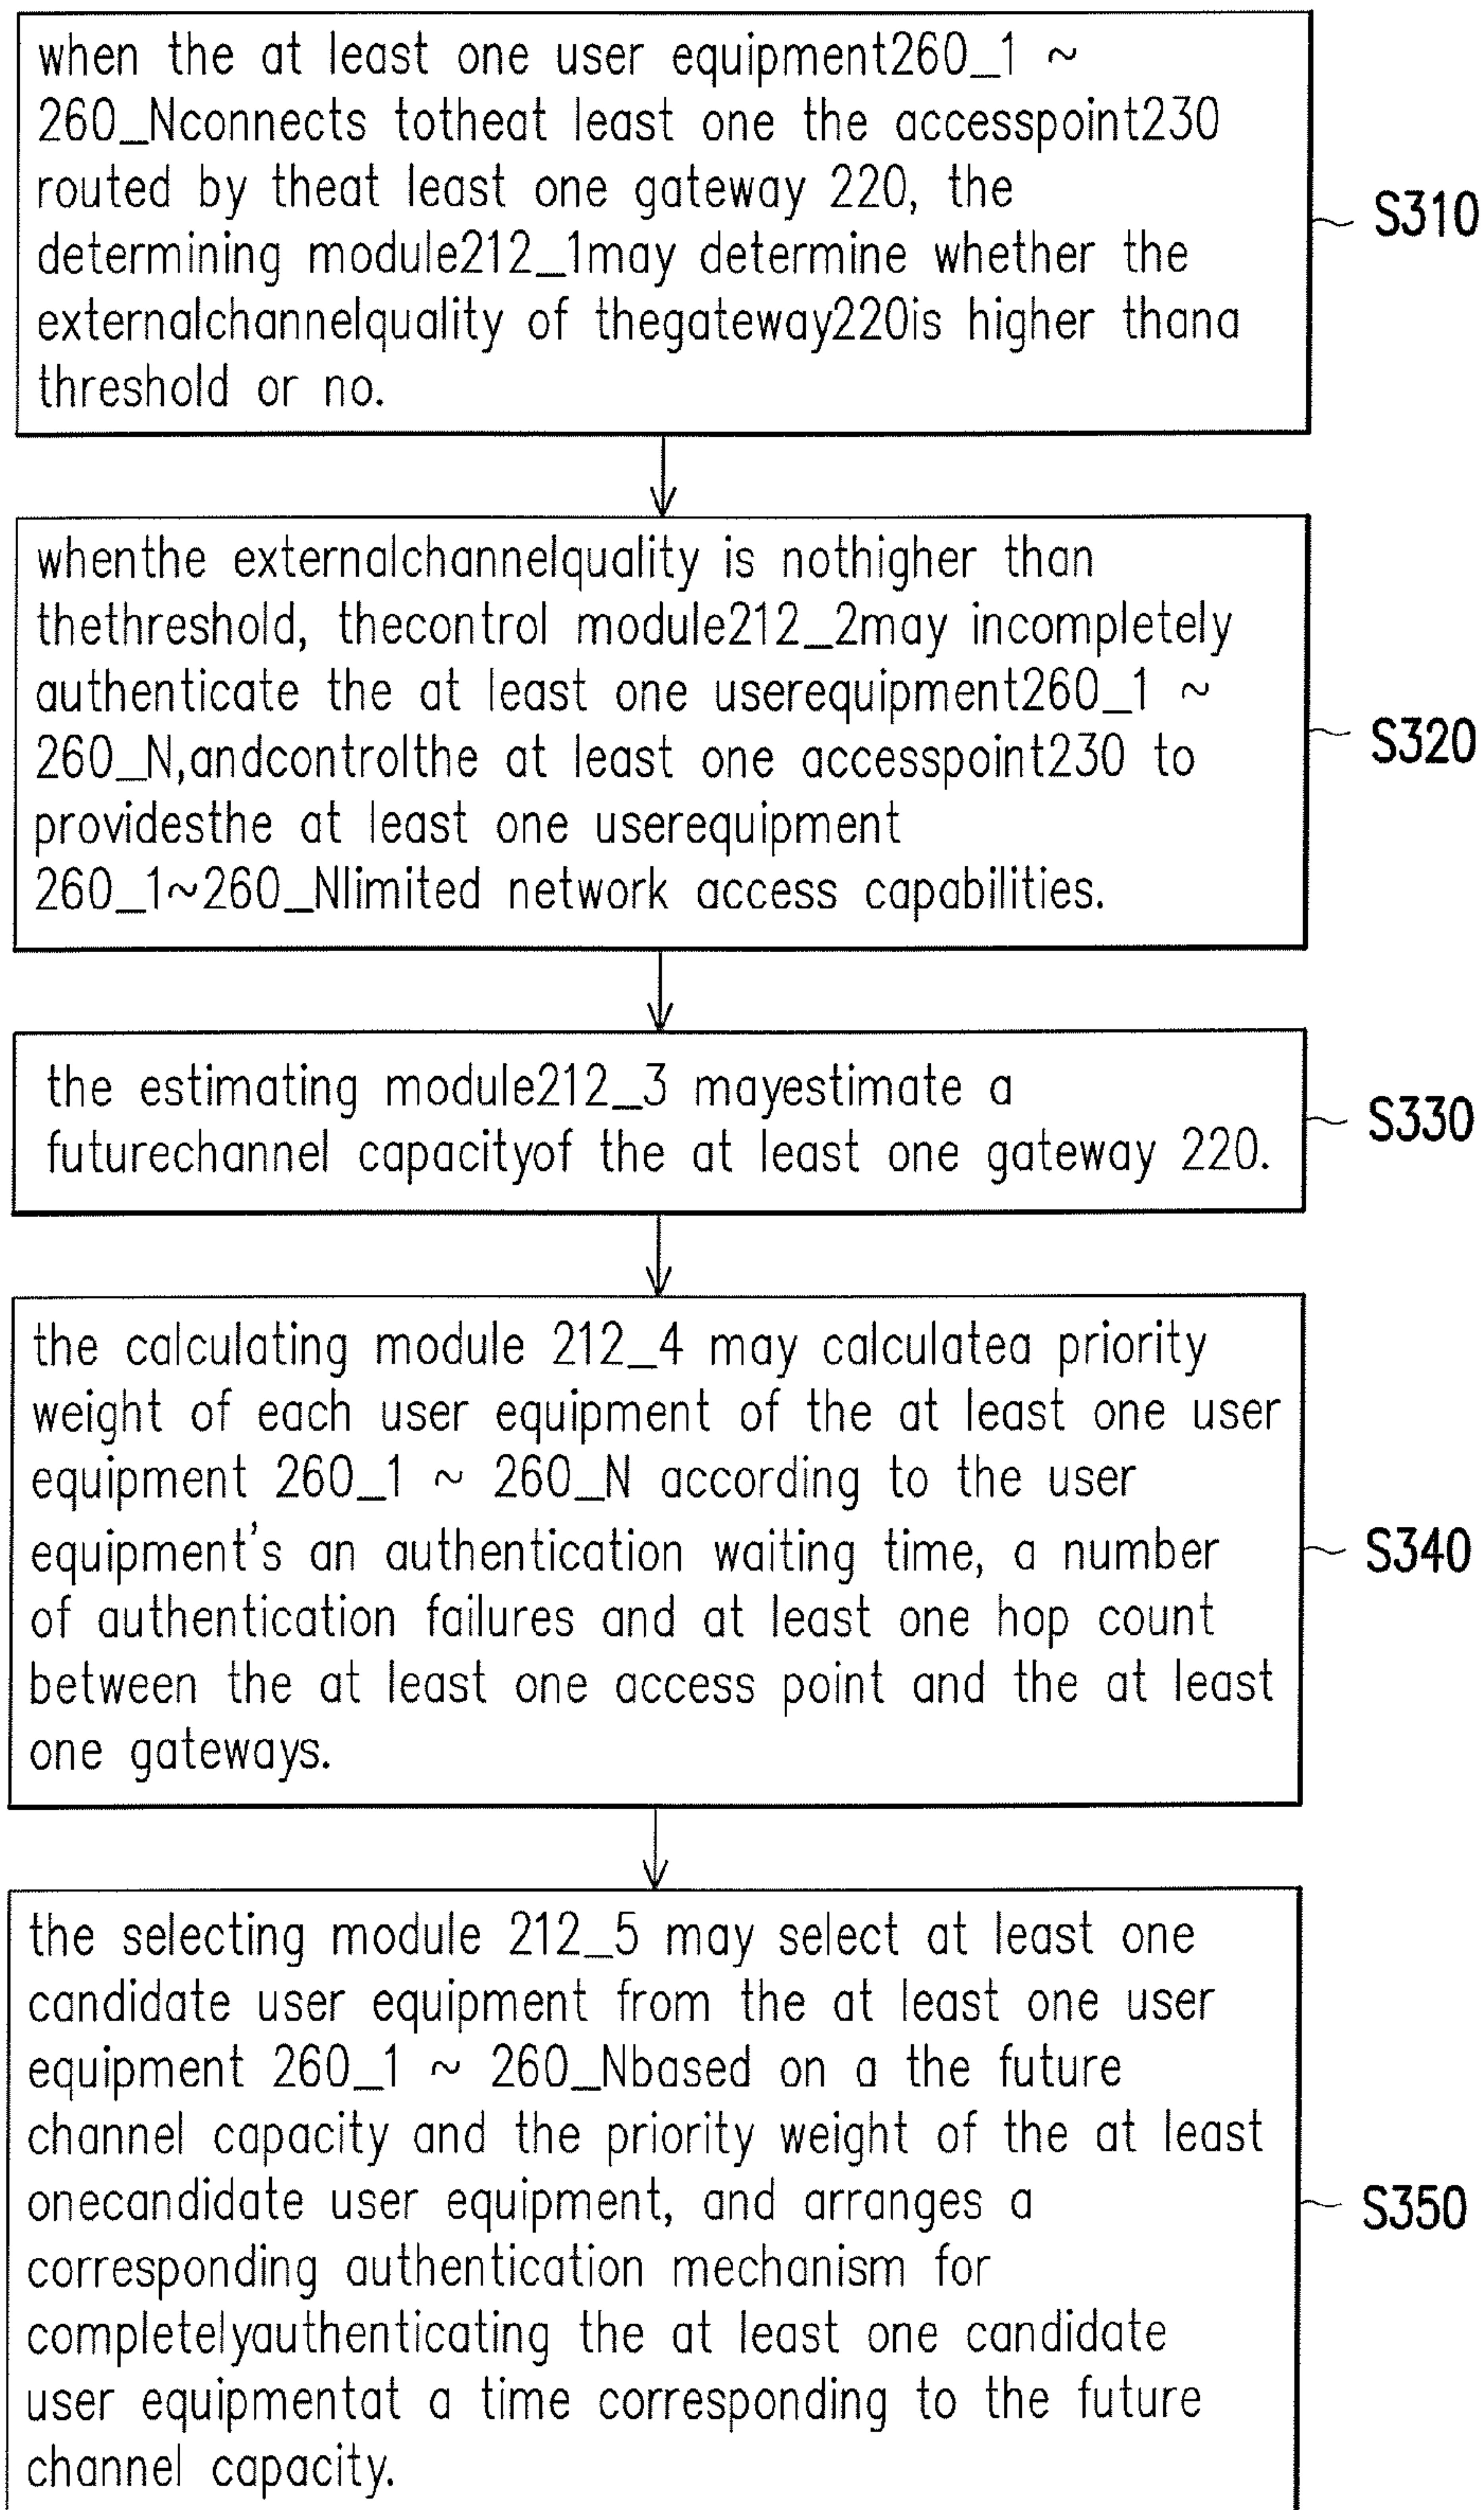 when the at least one user equipment260_1 ~
260_Nconnects totheat least one the accesspoint230
routed by theat least one gateway 220, the
determining module212_1may determine whether the
externalchannelquality of thegateway220is higher thana
threshold or no.
S310
whenthe externalchannelquality is nothigher than
thethreshold, thecontrol module212_2may incompletely
authenticate the at least one userequipment260_1 ~
260_N,andcontrolthe at least one accesspoint230 to
providesthe at least one userequipment
260_1~260_Nlimited network access capabilities.
S320
the estimating module212_3 mayestimate a
futurechannel capacityof the at least one gateway 220.
S330
the calculating module 212_4 may calculatea priority
weight of each user equipment of the at least one user
equipment 260_1 ~ 260_N according to the user
equipment's an authentication waiting time, a number
of authentication failures and at least one hop count
between the at least one access point and the at least
one gateways.
S340
the selecting module 212_5 may select at least one
candidate user equipment from the at least one user
equipment 260_1 ~ 260_Nbased on a the future
channel capacity and the priority weight of the at least
onecandidate user equipment, and arranges a
corresponding authentication mechanism for
completelyauthenticating the at least one candidate
user equipmentat a time corresponding to the future
channel capacity.
S350